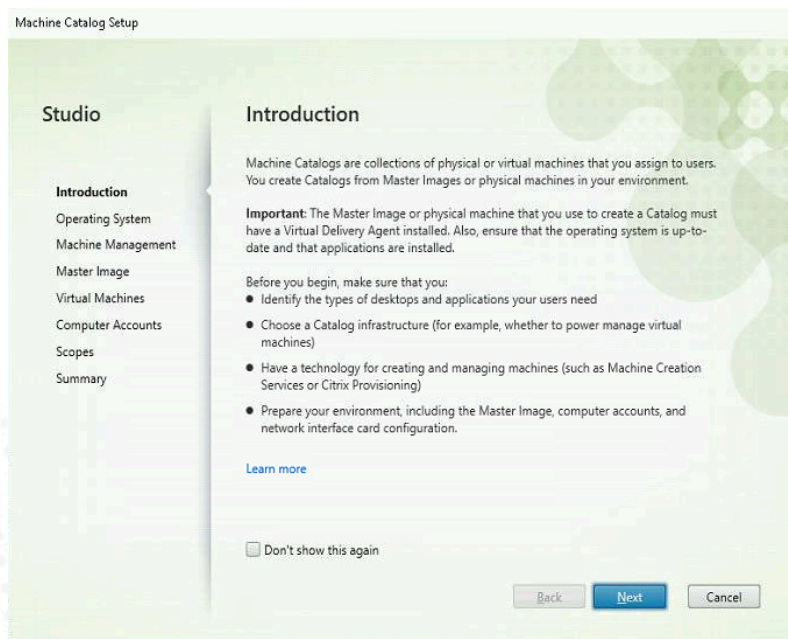 Machine Catalog Setup
Studio
Introduction
Operating System
Machine Management
Master Image
Virtual Machines
Computer Accounts
Scopes
Summary
Introduction
Machine Catalogs are collections of physical or virtual machines that you assign to users.
You create Catalogs from Master Images or physical machines in your environment.
Important: The Master Image or physical machine that you use to create a Catalog must
have a Virtual Delivery Agent installed. Also, ensure that the operating system is up-to-
date and that applications are installed.
Before you begin, make sure that you:
● Identify the types of desktops and applications your users need
● Choose a Catalog infrastructure (for example, whether to power manage virtual
machines)
● Have a technology for creating and managing machines (such as Machine Creation
Services or Citrix Provisioning)
● Prepare your environment, including the Master Image, computer accounts, and
network interface card configuration.
Learn more
Don't show this again
Back Next Cancel